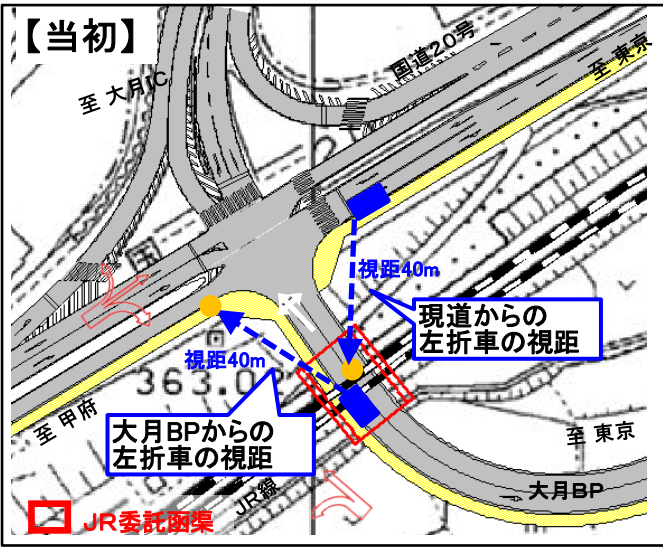 【当初】
国道20号
至 東京
至 大月IC
国
視距40m
現道からの
左折車の視距
視距40m
363.0
大月BPからの
左折車の視距
至 甲府
至 東京
大月BP
JR線
JR委託函渠